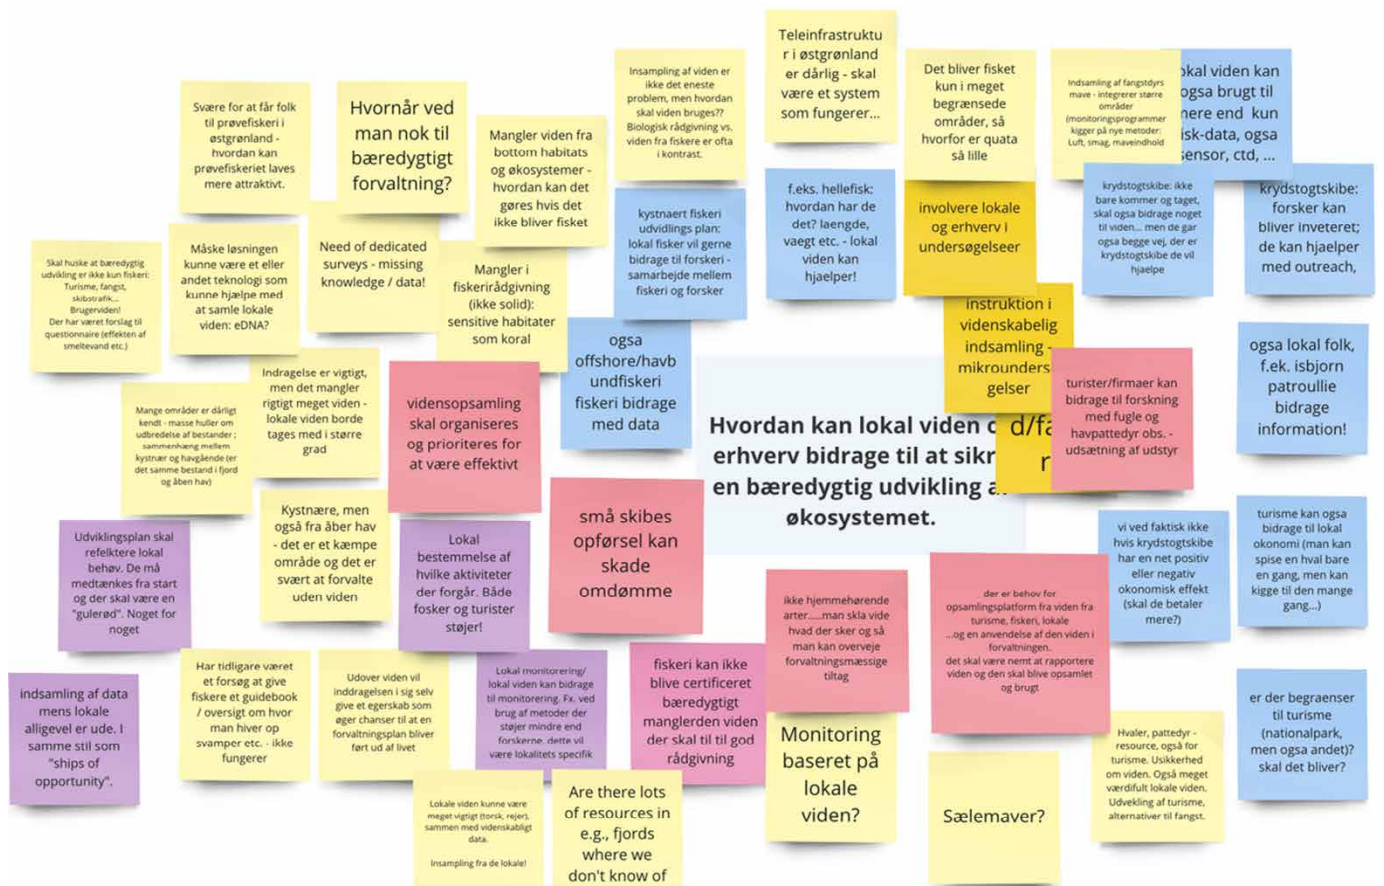 Teleinfrastruktu
r i østgrønland
er dårlig - skal
være et system
som fungerer...
Insampling af viden er
ikke det eneste
problem, men hvordan
skal viden bruges??
Biologisk rådgivning vs.
viden fra fiskere er ofta
i kontrast.
Det bliver fisket
kun i meget
begrænsede
områder, så
hvorfor er quata
så lille
Indsamling af fangstdyrs
mave - integrerer større
områder
(monitoringsprogrammer
kigger på nye metoder:
Luft, smag, maveindhold
okal viden kan
ogsa brugt til
mere end kun
isk-data, ogsa
sensor, ctd, ...
Svære for at får folk
til prøvefiskeri i
østgrønland -
hvordan kan
prøvefiskeriet laves
mere attraktivt.
Hvornår ved
man nok til
bæredygtigt
forvaltning?
Mangler viden fra
bottom habitats
og økosystemer -
hvordan kan det
gøres hvis det
ikke bliver fisket
kystnaert fiskeri
udvidlings plan:
lokal fisker vil gerne
bidrage til forskeri -
samarbejde mellem
fiskeri og forsker
f.eks. hellefisk:
hvordan har de
det? laengde,
vaegt etc. - lokal
viden kan
hjaelper!
involvere lokale
og erhverv i
undersøgelseer
krydstogtskibe: ikke
bare kommer og taget,
skal ogsa bidrage noget
til viden... men de gar
ogsa begge vej, der er
krydstogtskibe de vil
hjaelpe
krydstogtskibe:
forsker kan
bliver inveteret;
de kan hjaelper
med outreach,
Skal huske at bæredygtig
udvikling er ikke kun fiskeri:
Turisme, fangst,
skibstrafik...
Brugerviden!
Der har været forslag til
questionnaire (effekten af
smeltevand etc.)
Måske løsningen
kunne være et eller
andet teknologi som
kunne hjælpe med
at samle lokale
viden: eDNA?
Need of dedicated
surveys - missing
knowledge / data!
Mangler i
fiskerirådgivning
(ikke solid):
sensitive habitater
som koral
ogsa
offshore/havb
undfiskeri
fiskeri bidrage
med data
instruktion i
videnskabelig
indsamling -
mikrounders
gelser
turister/firmaer kan
bidrage til forskning
med fugle og
havpattedyr obs. -
udsætning af udstyr
ogsa lokal folk,
f.ek. isbjorn
patroullie
bidrage
information!
Mange områder er dårligt
kendt - masse huller om
udbredelse af bestander ;
sammenhæng mellem
kystnær og havgående (er
det samme bestand i fjord
og åben hav)
Indragelse er vigtigt,
men det mangler
rigtigt meget viden -
lokale viden borde
tages med i større
grad
vidensopsamling
skal organiseres
og prioriteres for
at være effektivt
Hvordan kan lokal viden o
erhverv bidrage til at sikr
en bæredygtig udvikling a
økosystemet.
d/fa
r
Udviklingsplan skal
refelktere lokal
behøv. De må
medtænkes fra start
og der skal være en
"gulerød". Noget for
noget
Kystnære, men
også fra åber hav
- det er et kæmpe
område og det er
svært at forvalte
uden viden
Lokal
bestemmelse af
hvilke aktiviteter
der forgår. Både
fosker og turister
støjer!
små skibes
opførsel kan
skade
omdømme
ikke hjemmehørende
arter.....man skla vide
hvad der sker og så
man kan overveje
forvaltningsmæssige
tiltag
der er behov for
opsamlingsplatform fra viden fra
turisme, fiskeri, lokale
...og en anvendelse af den viden i
forvaltningen.
det skal være nemt at rapportere
viden og den skal blive opsamlet
og brugt
vi ved faktisk ikke
hvis krydstogtskibe
har en net positiv
eller negativ
okonomisk effekt
(skal de betaler
mere?)
turisme kan ogsa
bidrage til lokal
okonomi (man kan
spise en hval bare
en gang, men kan
kigge til den mange
gang...)
indsamling af data
mens lokale
alligevel er ude. I
samme stil som
"ships of
opportunity".
Har tidligare været
et forsøg at give
fiskere et guidebook
/ oversigt om hvor
man hiver op
svamper etc. - ikke
fungerer
Udover viden vil
inddragelsen i sig selv
give et egerskab som
øger chanser til at en
forvaltningsplan bliver
ført ud af livet
Lokal monitorering/
lokal viden kan bidrage
til monitorering. Fx. ved
brug af metoder der
støjer mindre end
forskerne. dette vil
være lokalitets specifik
fiskeri kan ikke
blive certificeret
bæredygtigt
manglerden viden
der skal til til god
rådgivning
Monitoring
baseret på
lokale
viden?
Sælemaver?
Hvaler, pattedyr -
resource, også for
turisme. Usikkerhed
om viden. Også meget
værdifult lokale viden.
Udvekling af turisme,
alternativer til fangst.
er der begraenser
til turisme
(nationalpark,
men ogsa andet)?
skal det bliver?
Lokale viden kunne være
meget vigtigt (torsk, rejer),
sammen med videnskabligt
data.
Insampling fra de lokale!
Are there lots
of resources in
e.g., fjords
where we
don't know of